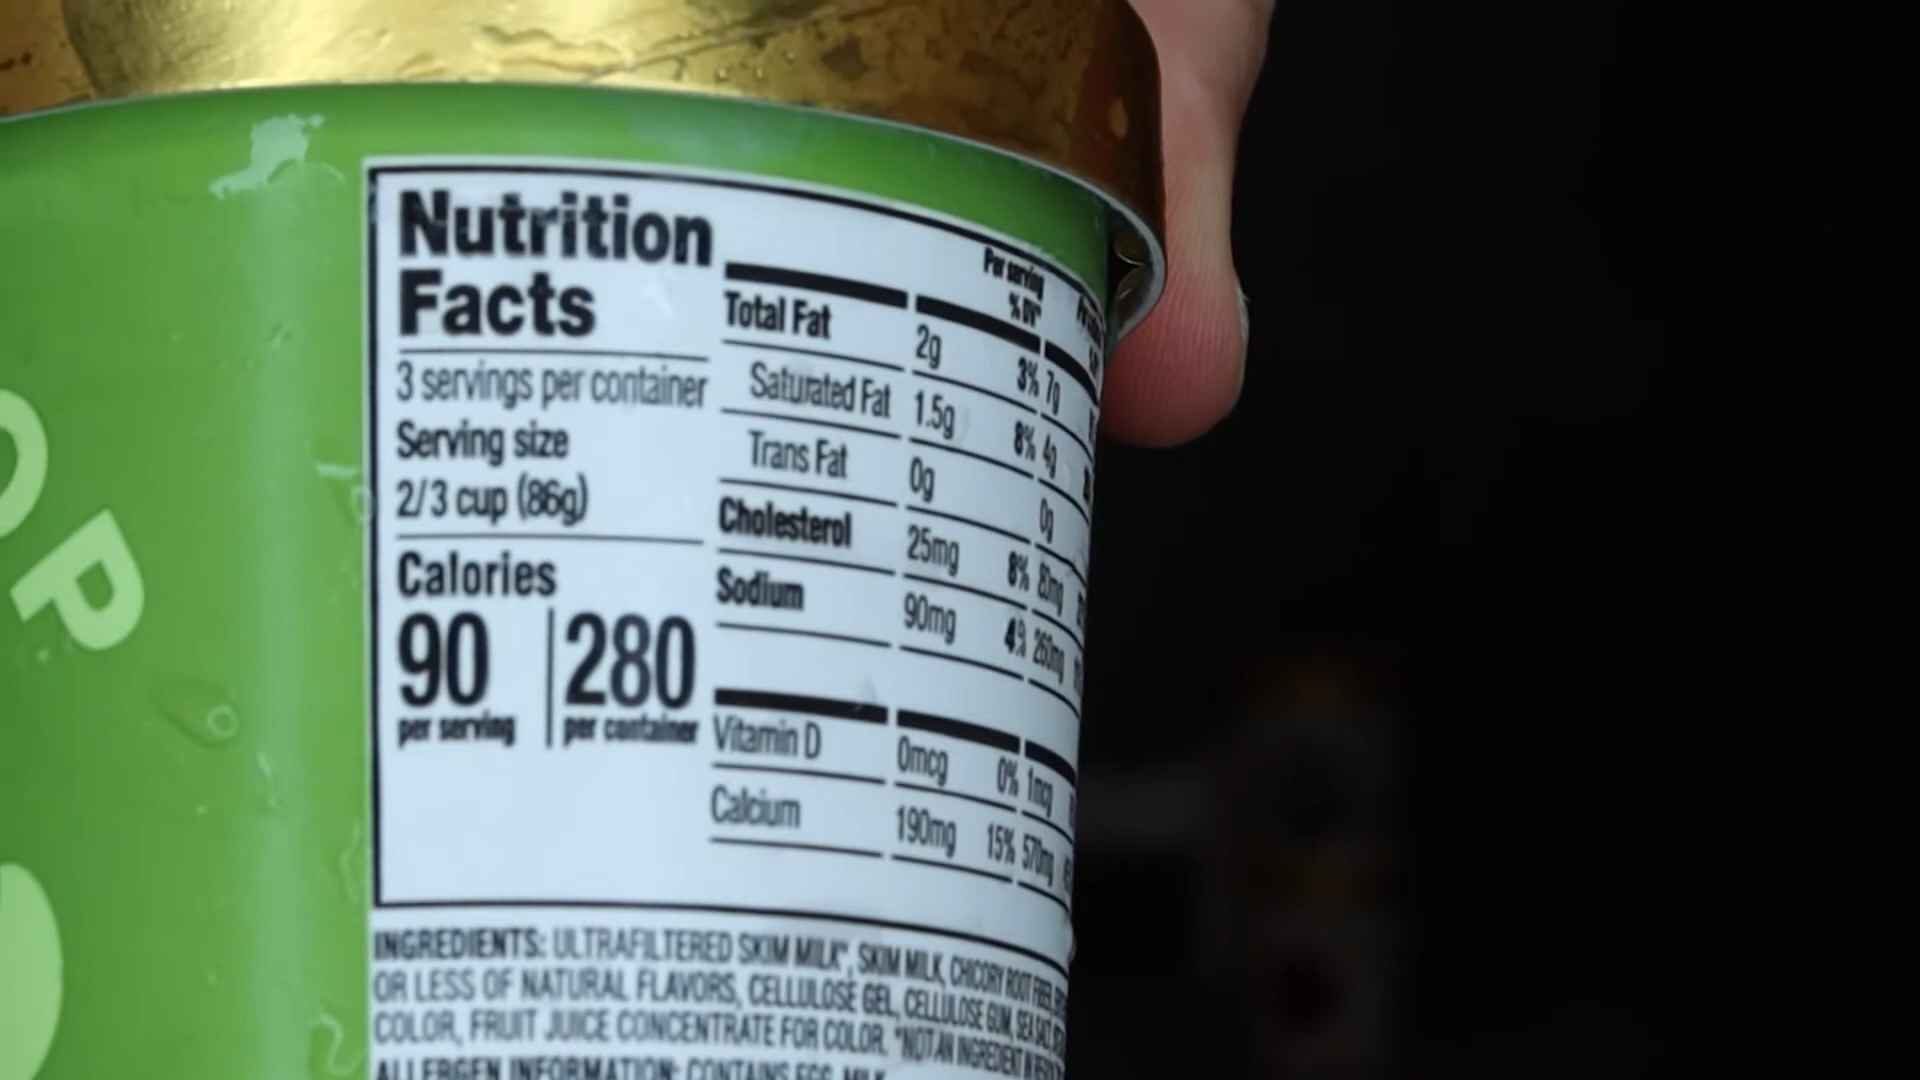 OP
Nutrition
Facts
3 servings per container
Serving size
2/3 cup (86g)
Calories
90 280
per serving per container
Per serving
% DV*
Total Fat 2g 3% 7g
Saturated Fat 1.5g 8% 4g
Trans Fat 0g 0g
Cholesterol 25mg 8%
Sodium 90mg 4% 260mg
Vitamin D 0mcg 0% 1mcg
Calcium 190mg 15% 570mg
INGREDIENTS: ULTRAFILTERED SKIM MILK*, SKIM MILK, CHICORY ROOT FIBER,
OR LESS OF NATURAL FLAVORS, CELLULOSE GEL, CELLULOSE GUM, SEA SALT,
COLOR, FRUIT JUICE CONCENTRATE FOR COLOR. *NOT AN INGREDIENT IN
ALLERGEN INFORMATION: CONTAINS EGG, MILK